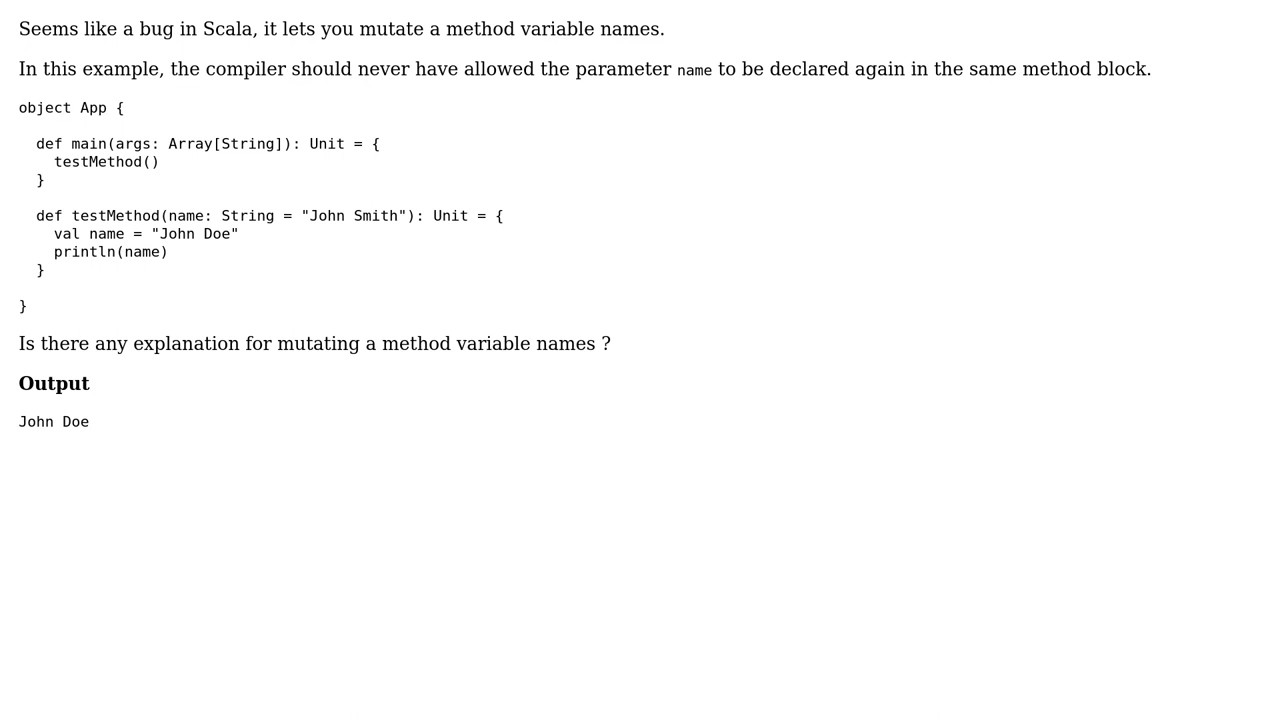 Seems like a bug in Scala, it lets you mutate a method variable names.
In this example, the compiler should never have allowed the parameter name to be declared again in the same method block.
object App {
  def main(args: Array[String]): Unit = {
    testMethod()
  }
  def testMethod(name: String = "John Smith"): Unit = {
    val name = "John Doe"
    println(name)
  }
}
Is there any explanation for mutating a method variable names ?
Output
John Doe